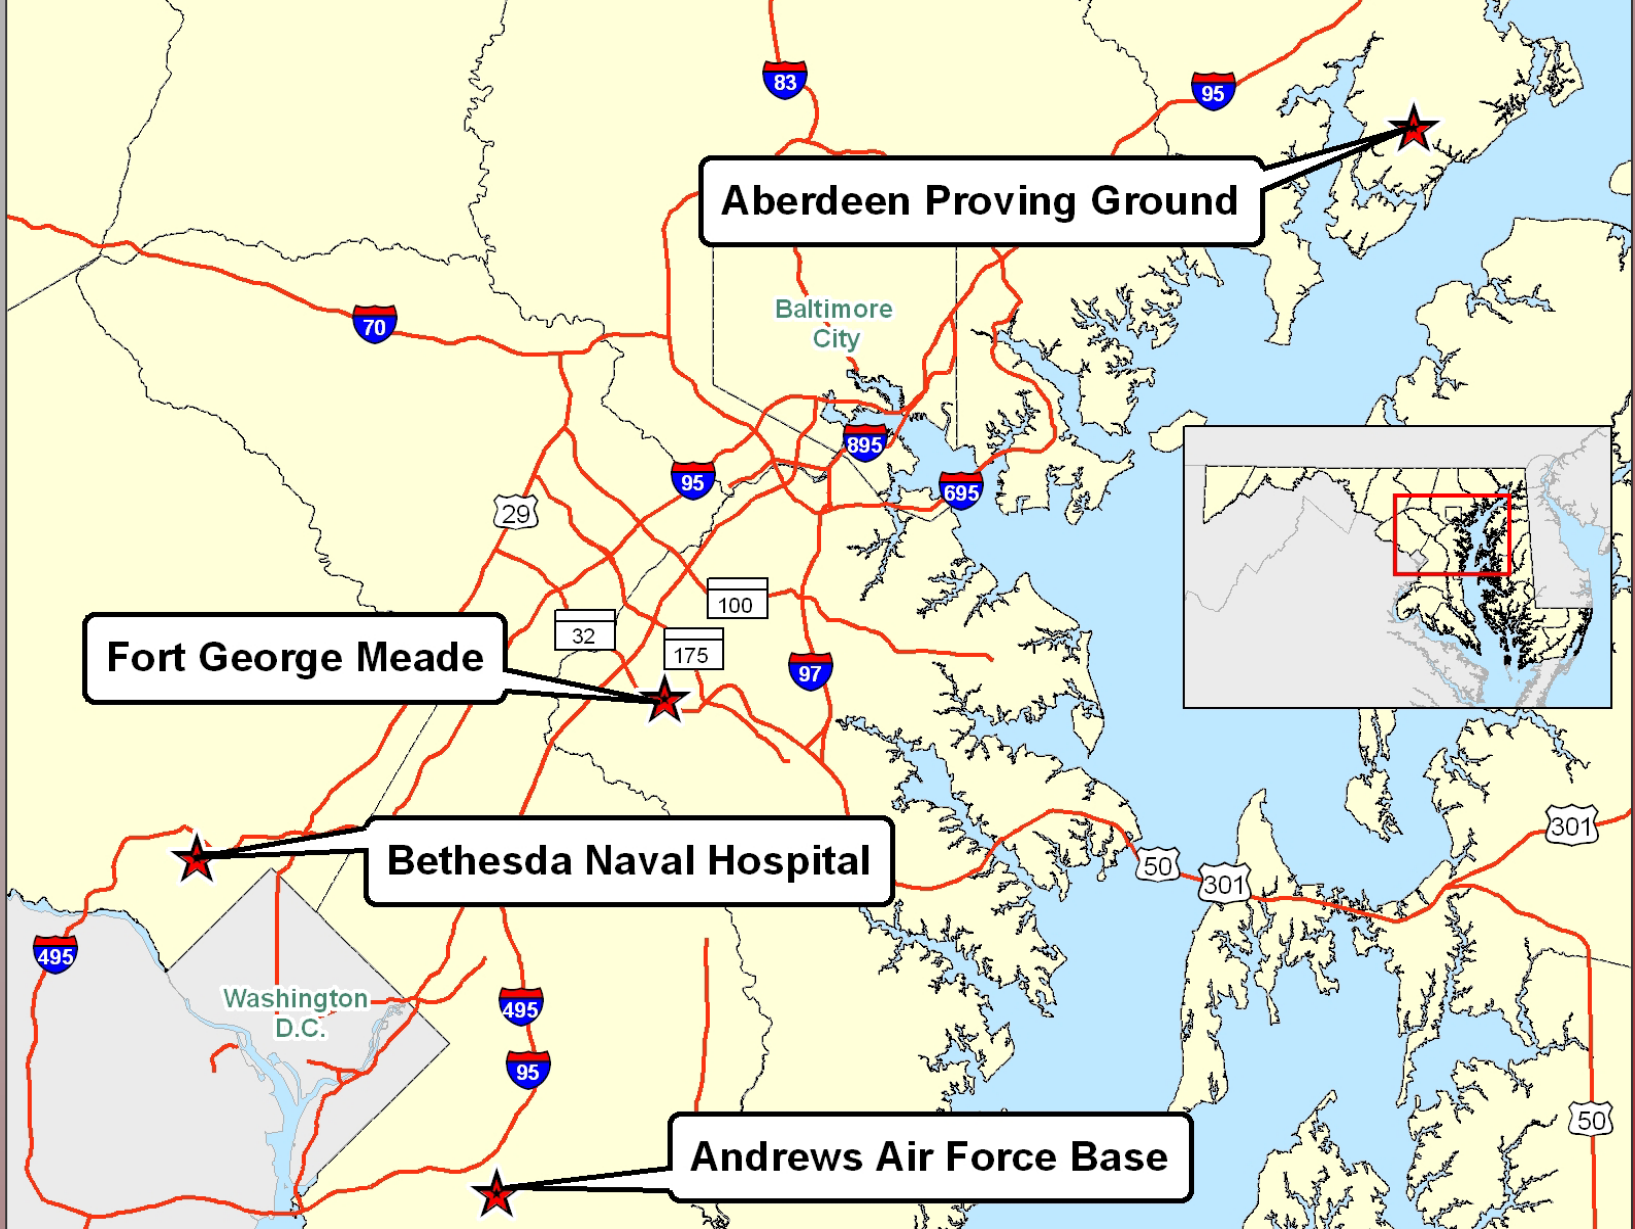 83
95
Aberdeen Proving Ground
Baltimore
City
70
895
95
695
29
100
32
175
Fort George Meade
97
301
Bethesda Naval Hospital
50
301
495
Washington
D.C.
495
95
50
Andrews Air Force Base